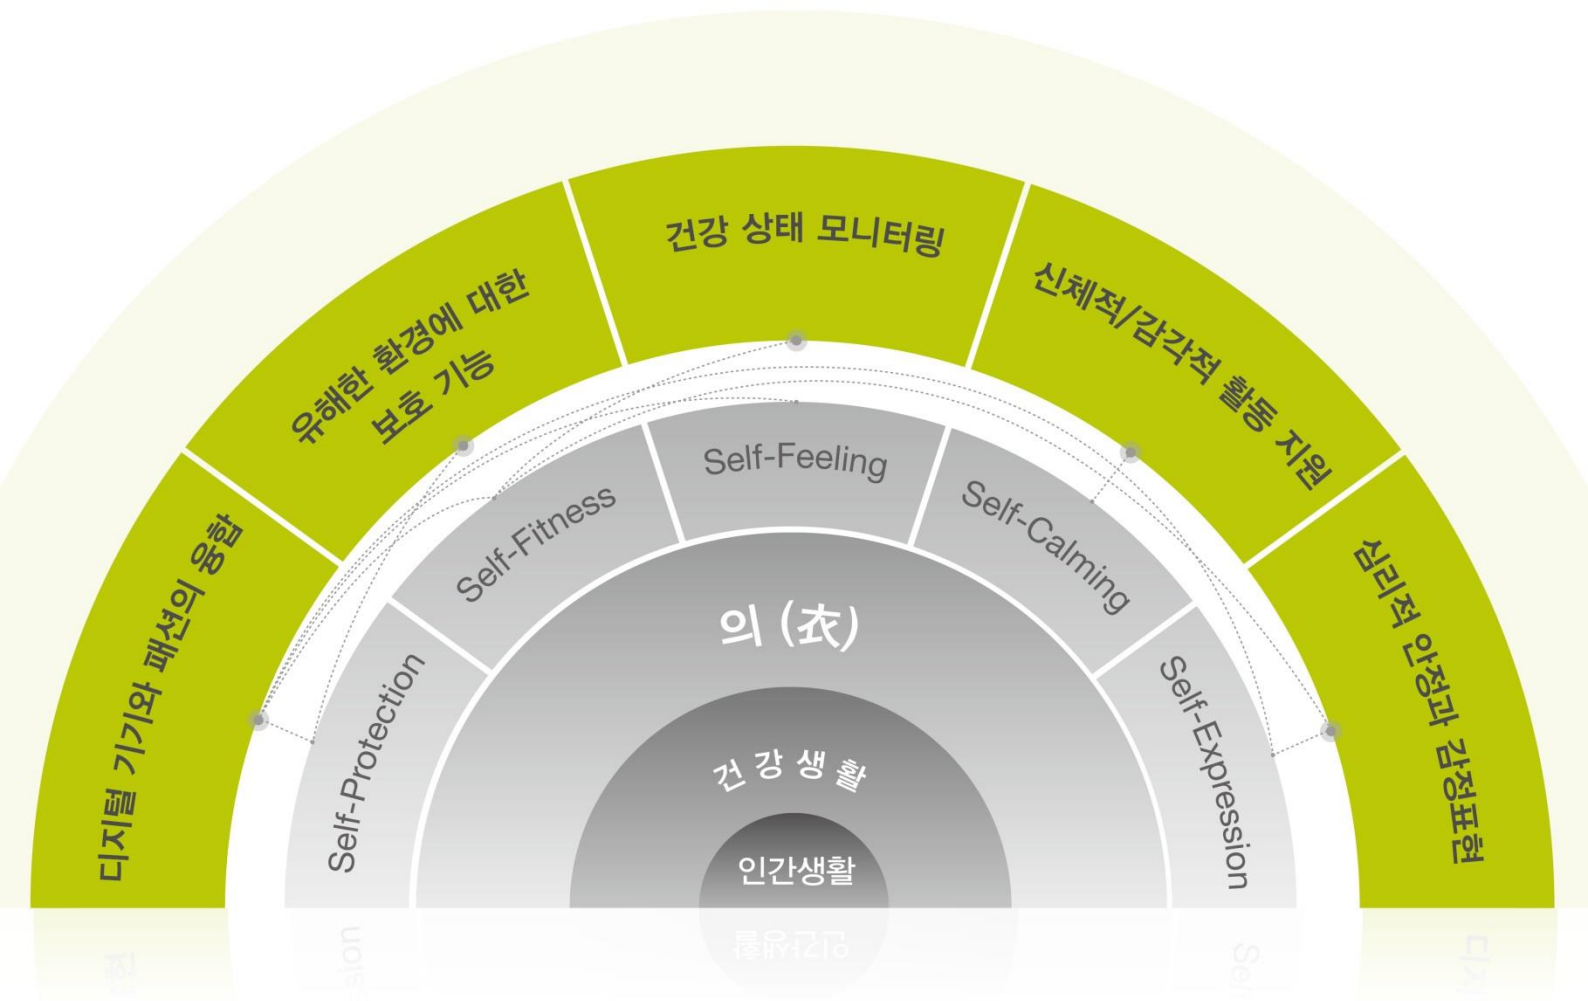 건강 상태 모니터링
유해한 환경에 대한
보호 기능
신체적/감각적 활동 지원
디지털 기기와 패션의 융합
심리적 안정과 감정표현
Self-Feeling
Self-Fitness
Self-Calming
Self-Protection
Self-Expression
의 (衣)
건강생활
인간생활